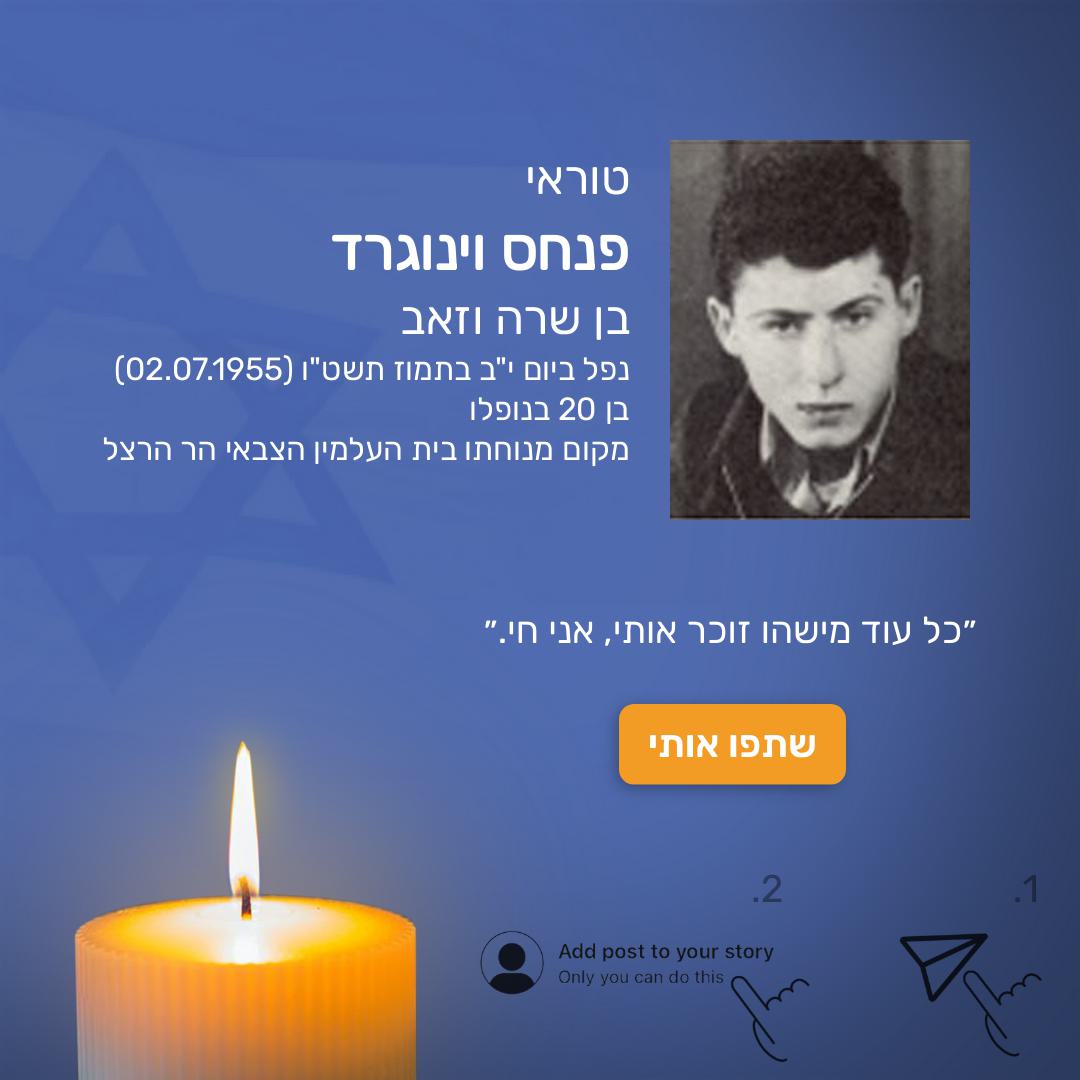 טוראי
פנחס וינוגרד
בן שרה וזאב
נפל ביום י"ב בתמוז תשט"ו (02.07.1955)
בן 20 בנופלו
מקום מנוחתו בית העלמין הצבאי הר הרצל
״כל עוד מישהו זוכר אותי, אני חי.״
שתפו אותי
1.
2.
Add post to your story
Only you can do this